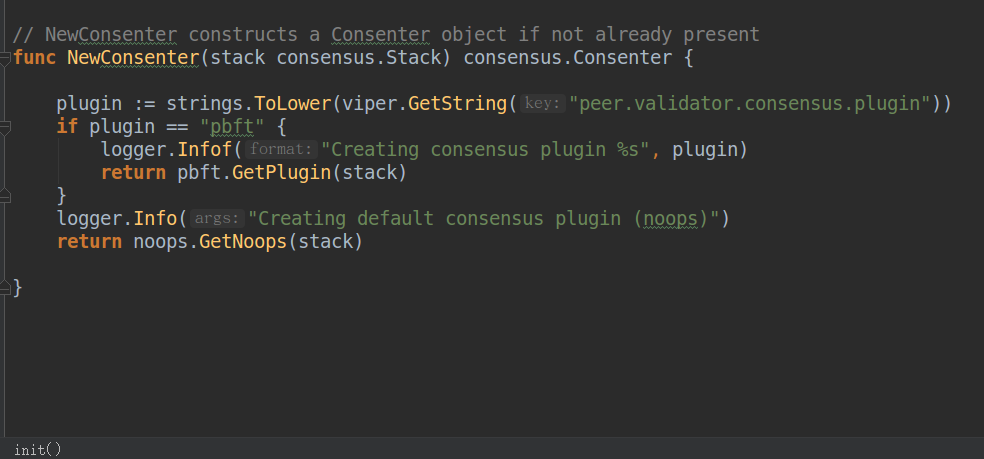 // NewConsenter constructs a Consenter object if not already present
func NewConsenter(stack consensus.Stack) consensus.Consenter {
plugin := strings.ToLower(viper.GetString( key: "peer.validator.consensus.plugin"))
if plugin == "pbft" {
logger.Infof( format: "Creating consensus plugin %s", plugin)
return pbft.GetPlugin(stack)
}
logger.Info( args: "Creating default consensus plugin (noops)")
return noops.GetNoops(stack)
}
init()